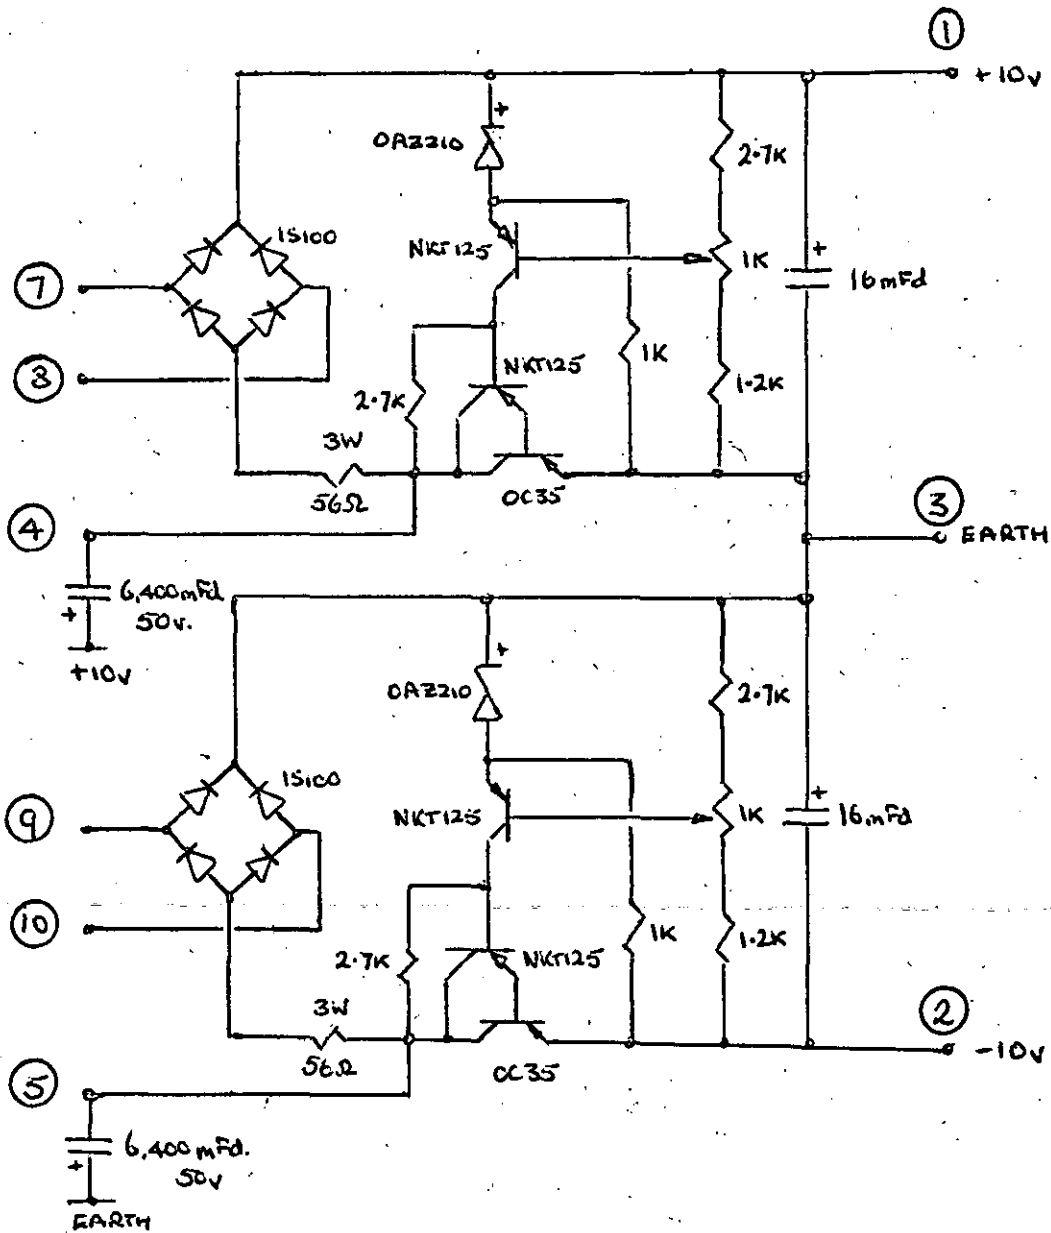 1
+10v
OAZ210
2.7K
1S100
NKT125
1K
+
16mFd
7
8
NKT125
1K
2.7K
1.2K
3W
56Ω
OC35
4
3
EARTH
6,400mFd
50v.
+
+10v
+
OAZ210
2.7K
1S100
NKT125
1K
+
16mFd
9
10
2.7K
NKT125
1K
1.2K
3W
56Ω
OC35
2
-10v
5
6,400mFd.
50v
+
EARTH